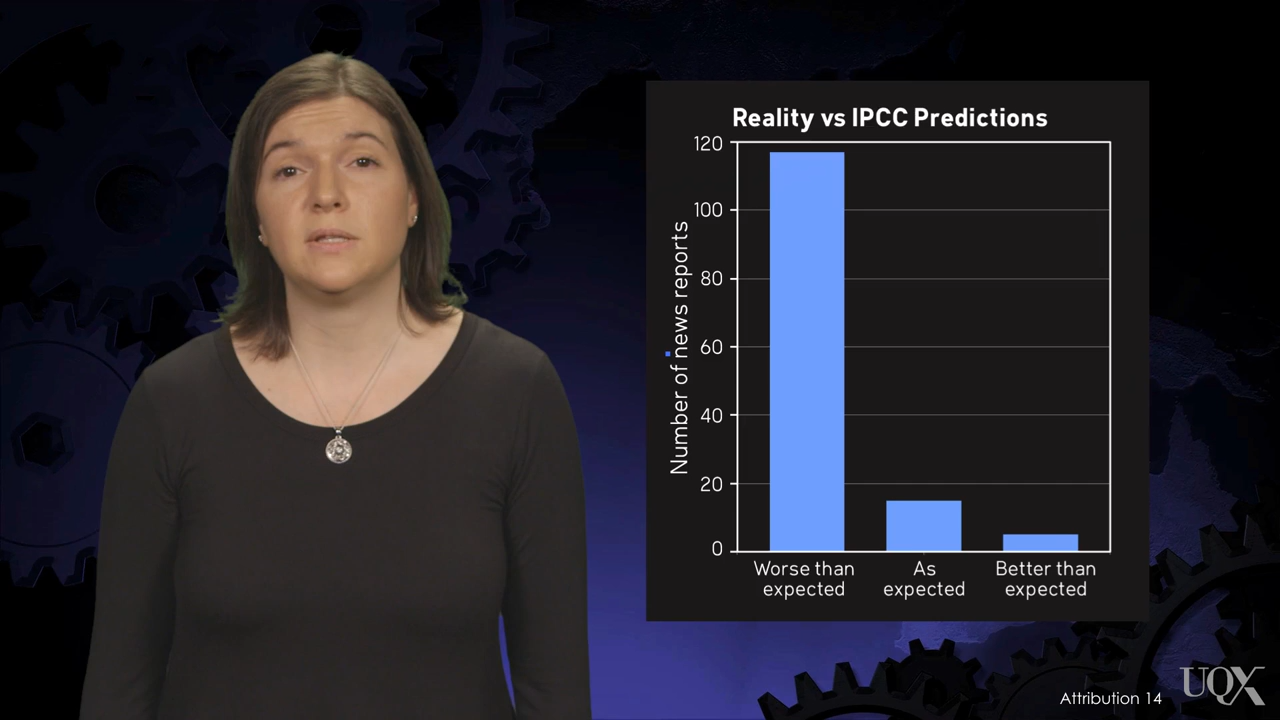 Reality vs IPCC Predictions
120
100
80
60
40
20
0
Number of news reports
Worse than
expected
As
expected
Better than
expected
Attribution 14
UQX